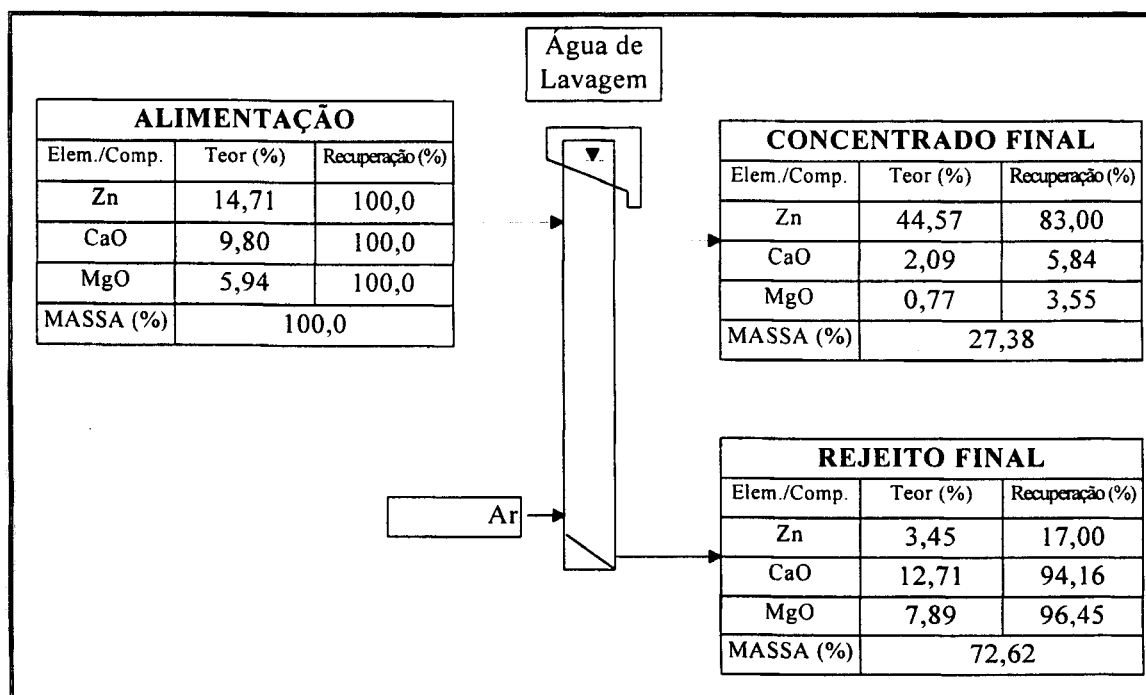 Água de
Lavagem
ALIMENTAÇÃO
Elem./Comp. Teor (%) Recuperação (%)
Zn 14,71 100,0
CaO 9,80 100,0
MgO 5,94 100,0
MASSA (%) 100,0
CONCENTRADO FINAL
Elem./Comp. Teor (%) Recuperação (%)
Zn 44,57 83,00
CaO 2,09 5,84
MgO 0,77 3,55
MASSA (%) 27,38
Ar
REJEITO FINAL
Elem./Comp. Teor (%) Recuperação (%)
Zn 3,45 17,00
CaO 12,71 94,16
MgO 7,89 96,45
MASSA (%) 72,62